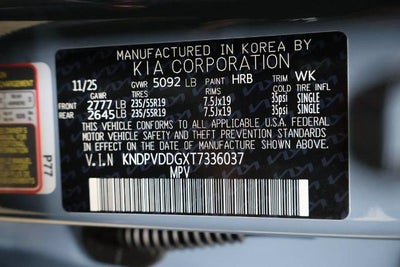 MANUFACTURED IN KOREA BY
KIA CORPORATION
11/25 GVWR 5092 LB PAINT HRB TRIM WK
GAWR TIRES RIMS COLD TIRE INFL
FRONT 2777 LB 235/55R19 7.5Jx19 35psi SINGLE
REAR 2645 LB 235/55R19 7.5Jx19 35psi SINGLE
THIS VEHICLE CONFORMS TO ALL APPLICABLE U.S.A FEDERAL
MOTOR VEHICLE SAFETY AND THEFT PREVENTION STANDARDS
IN EFFECT ON THE DATE OF MANUFACTURE SHOWN ABOVE.
V.I.N KNDPVDDGXT7336037
MPV
P77